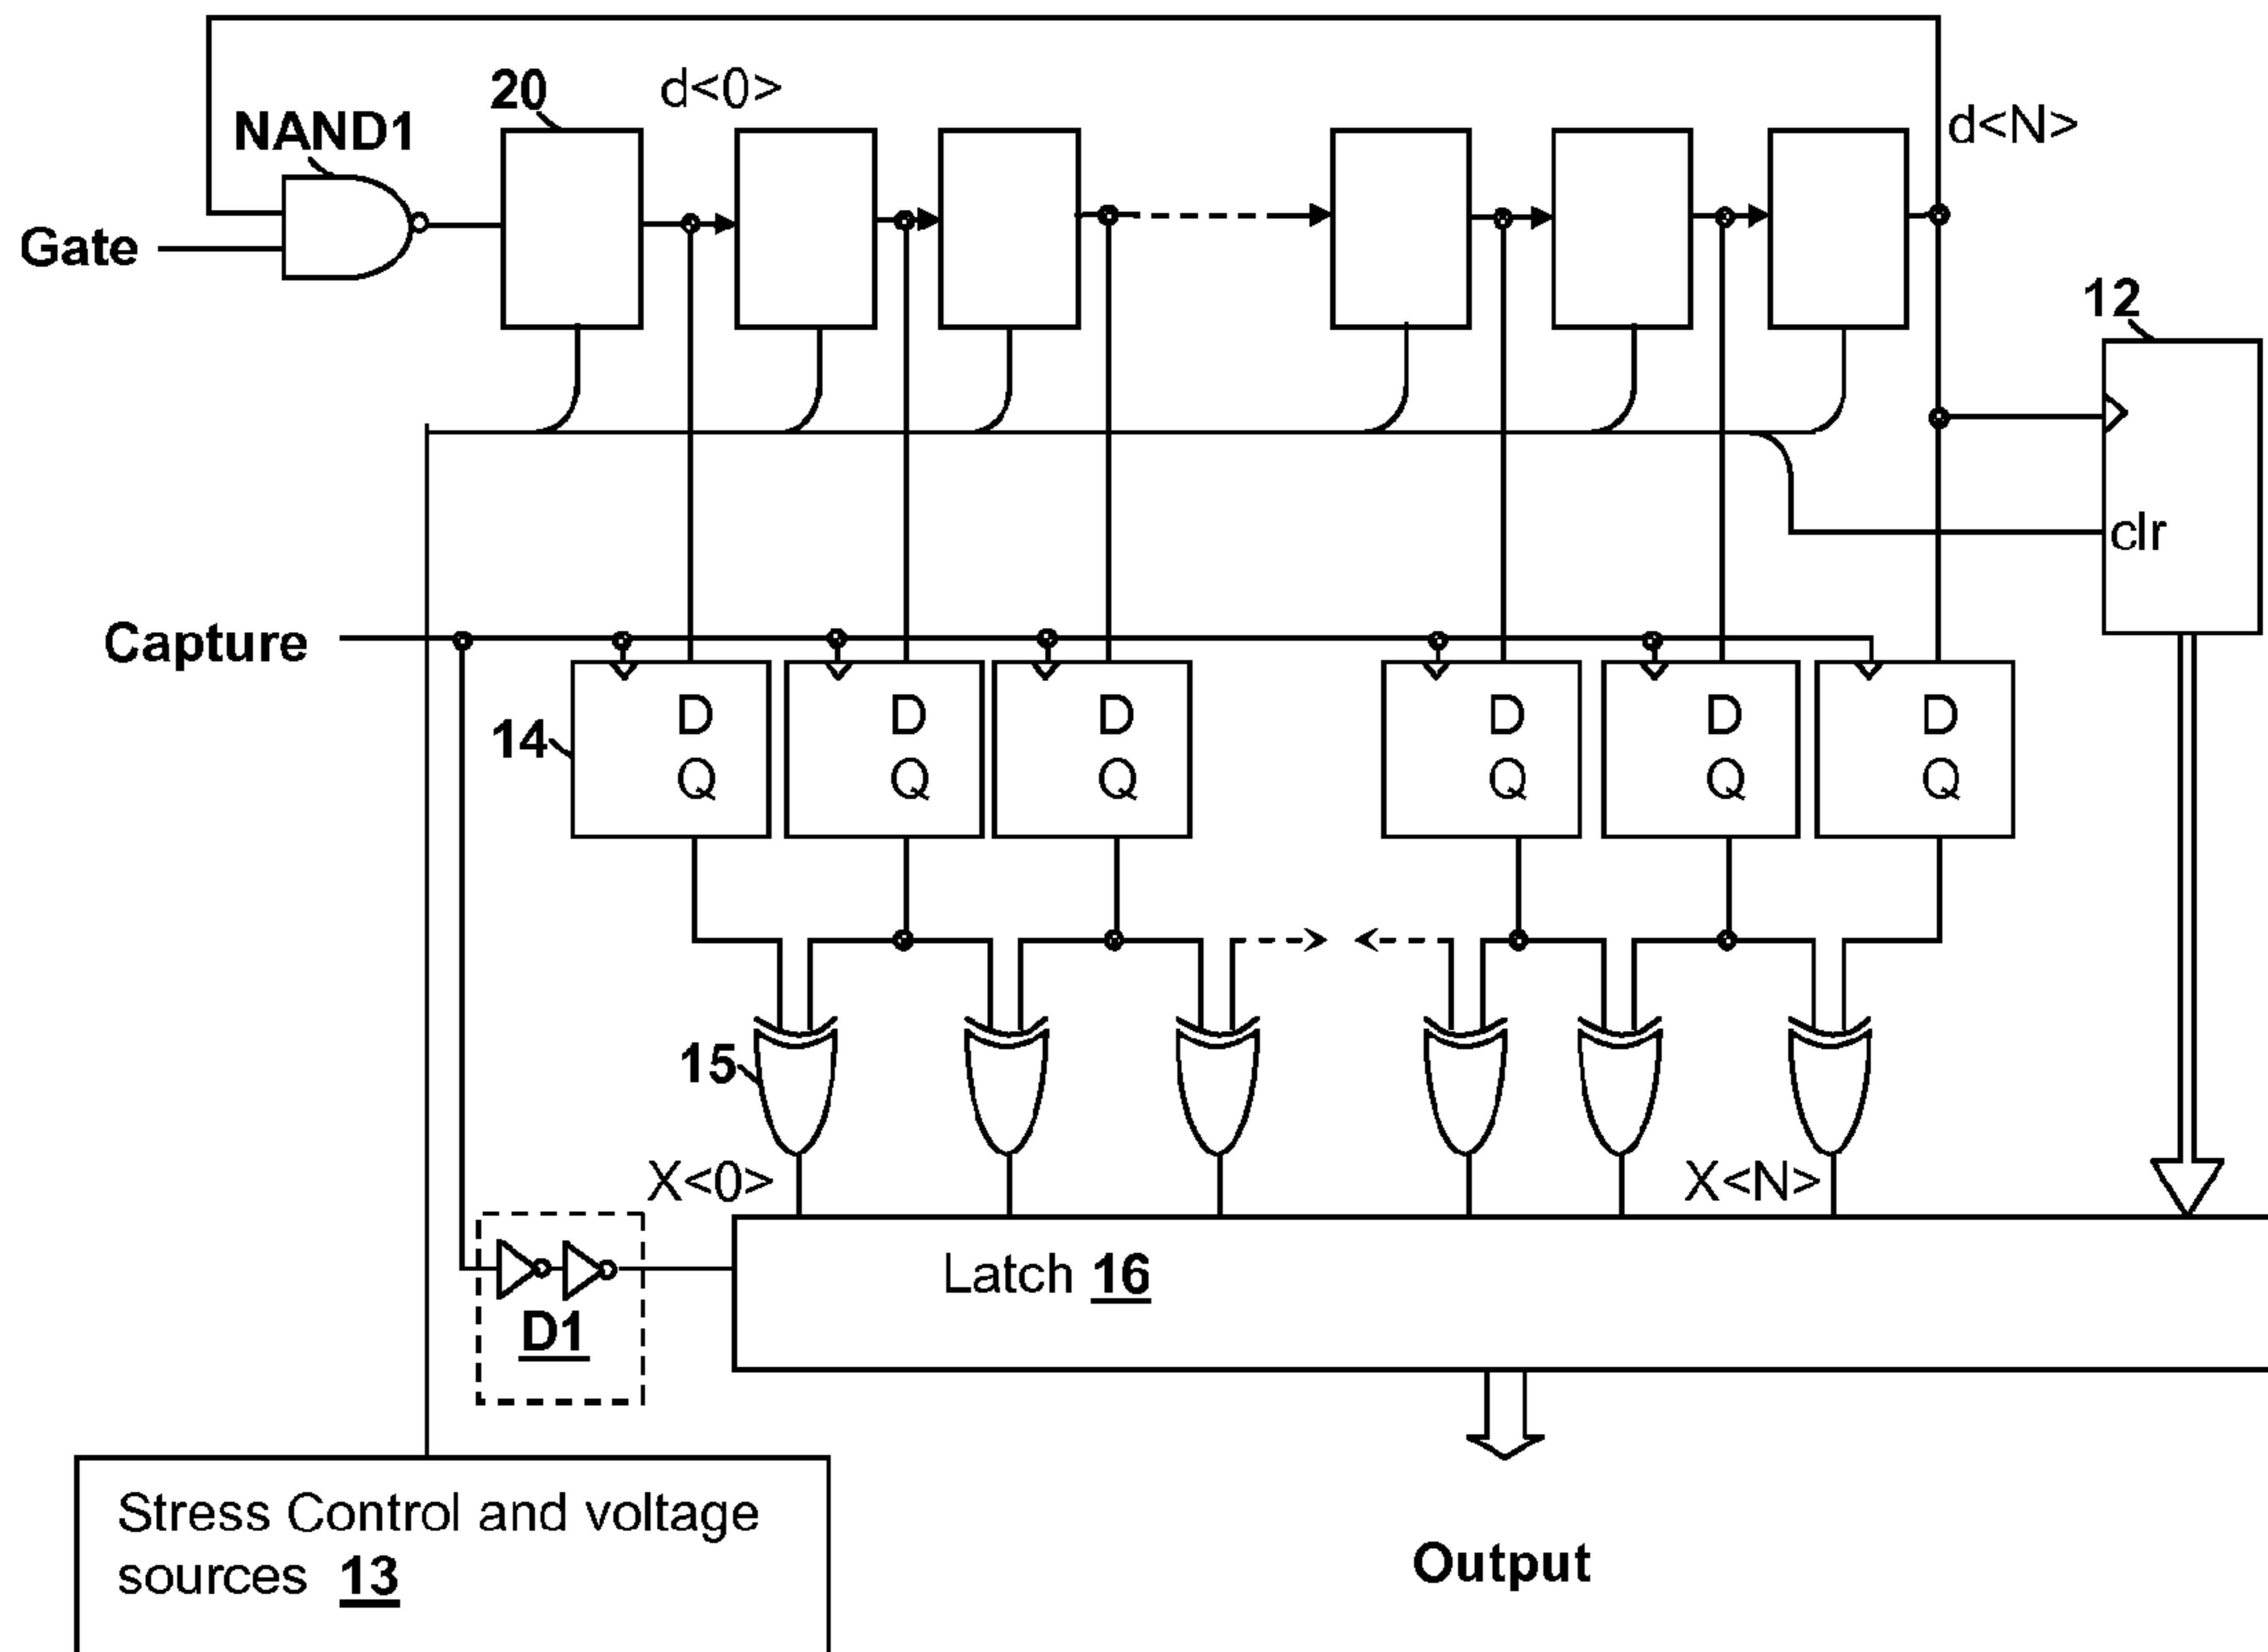 20
d<0>
d<N>
NAND1
Gate
12
clr
Capture
D
D
D
D
D
D
14
Q
Q
Q
Q
Q
Q
15
X<0>
X<N>
Latch 16
D1
Stress Control and voltage
sources 13
Output